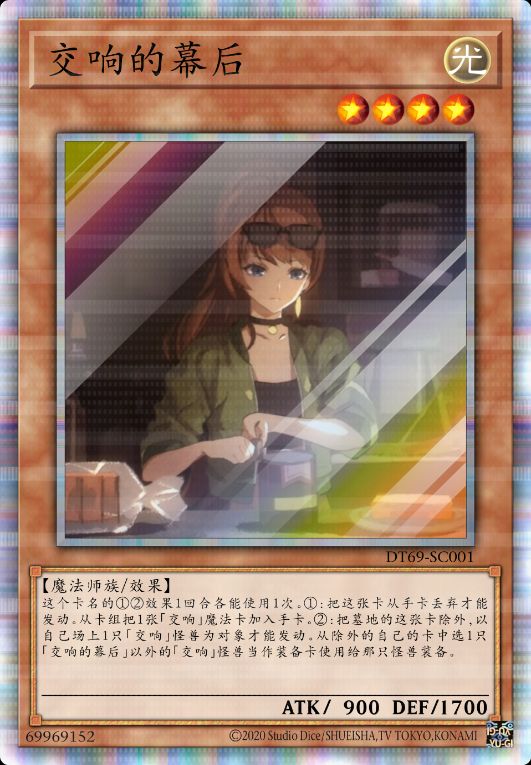 交响的幕后
光
DT69-SC001
【魔法师族/效果】
这个卡名的①②效果1回合各能使用1次。①:把这张卡从手卡丢弃才能
发动。从卡组把1张「交响」魔法卡加入手卡。②:把墓地的这张卡除外,以
自己场上1只「交响」怪兽为对象才能发动。从除外的自己的卡中选1只
「交响的幕后」以外的「交响」怪兽当作装备卡使用给那只怪兽装备。
ATK/ 900 DEF/1700
69969152
©2020 Studio Dice/SHUEISHA,TV TOKYO,KONAMI